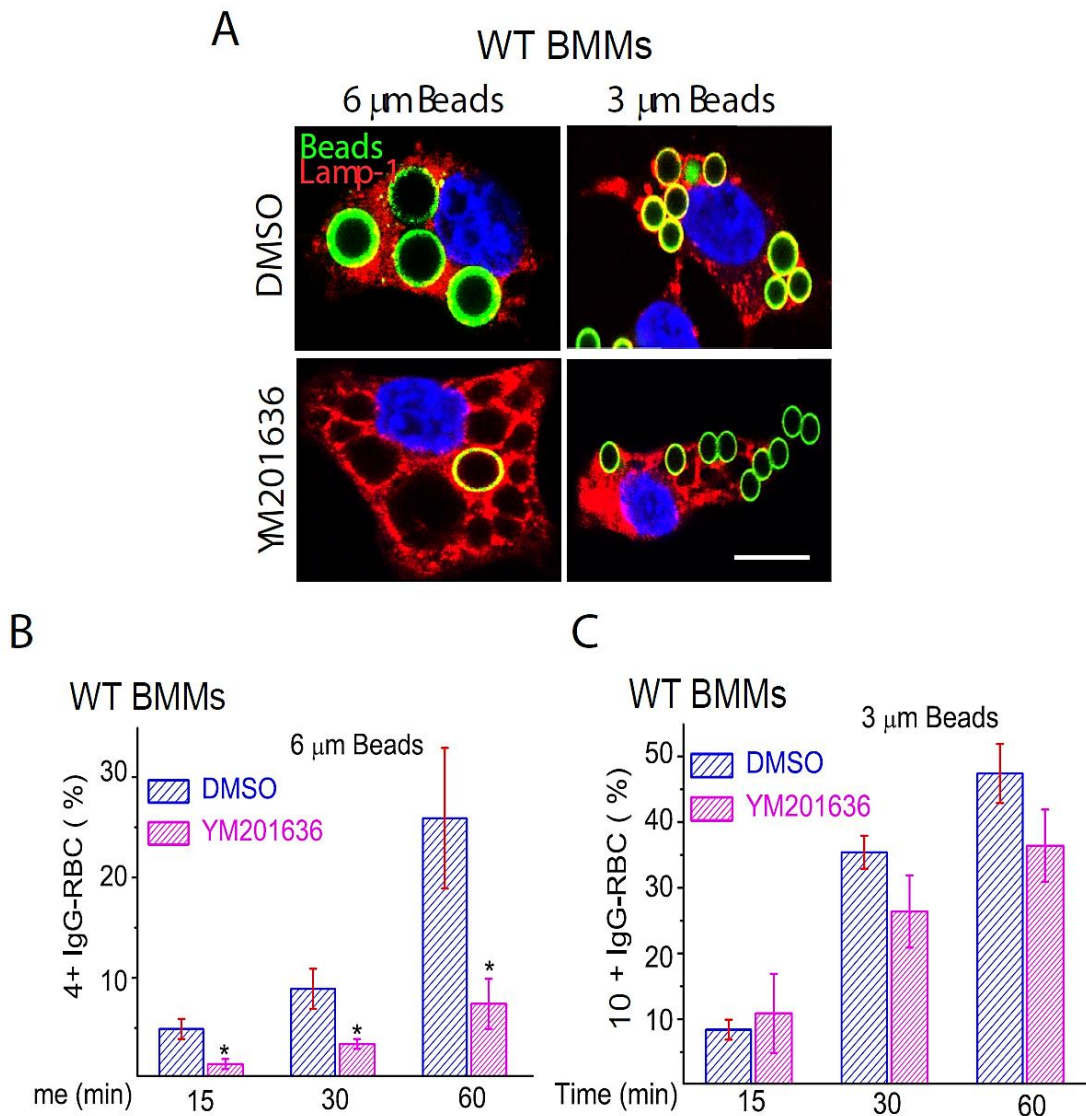 A
WT BMMs
6 μm Beads
3 μm Beads
Beads
Lamp-1
DMSO
YM201636
B
WT BMMs
6 μm Beads
DMSO
YM201636
4+ IgG-RBC ( %)
30
20
10
*
*
*
me (min)
15
30
60
C
WT BMMs
3 μm Beads
DMSO
YM201636
10 + IgG-RBC ( %)
50
40
30
20
10
Time (min)
15
30
60